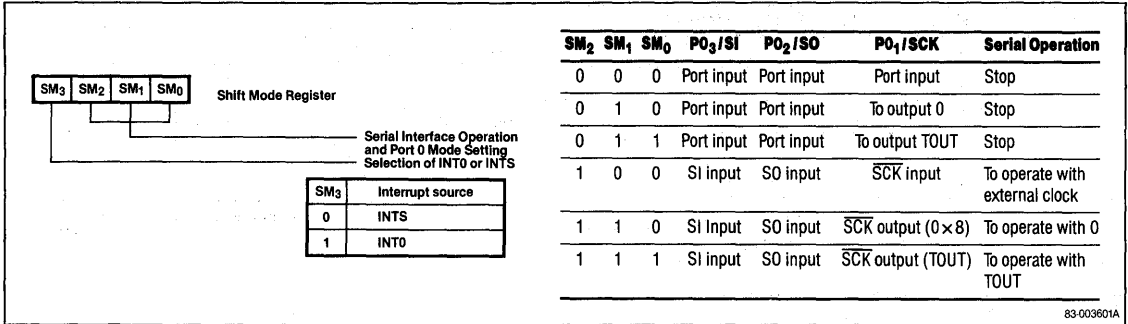 SM3 SM2 SM1 SM0
Shift Mode Register
Serial Interface Operation
and Port 0 Mode Setting
Selection of INT0 or INTS
SM3 Interrupt source
0 INTS
1 INT0
SM2 SM1 SM0 P03/SI P02/SO P01/SCK Serial Operation
0 0 0 Port input Port input Port input Stop
0 1 0 Port input Port input To output 0 Stop
0 1 1 Port input Port input To output TOUT Stop
1 0 0 SI input SO input SCK input To operate with
external clock
1 1 0 SI Input SO input SCK output (0×8) To operate with 0
1 1 1 SI input SO input SCK output (TOUT) To operate with
TOUT
83-003601A